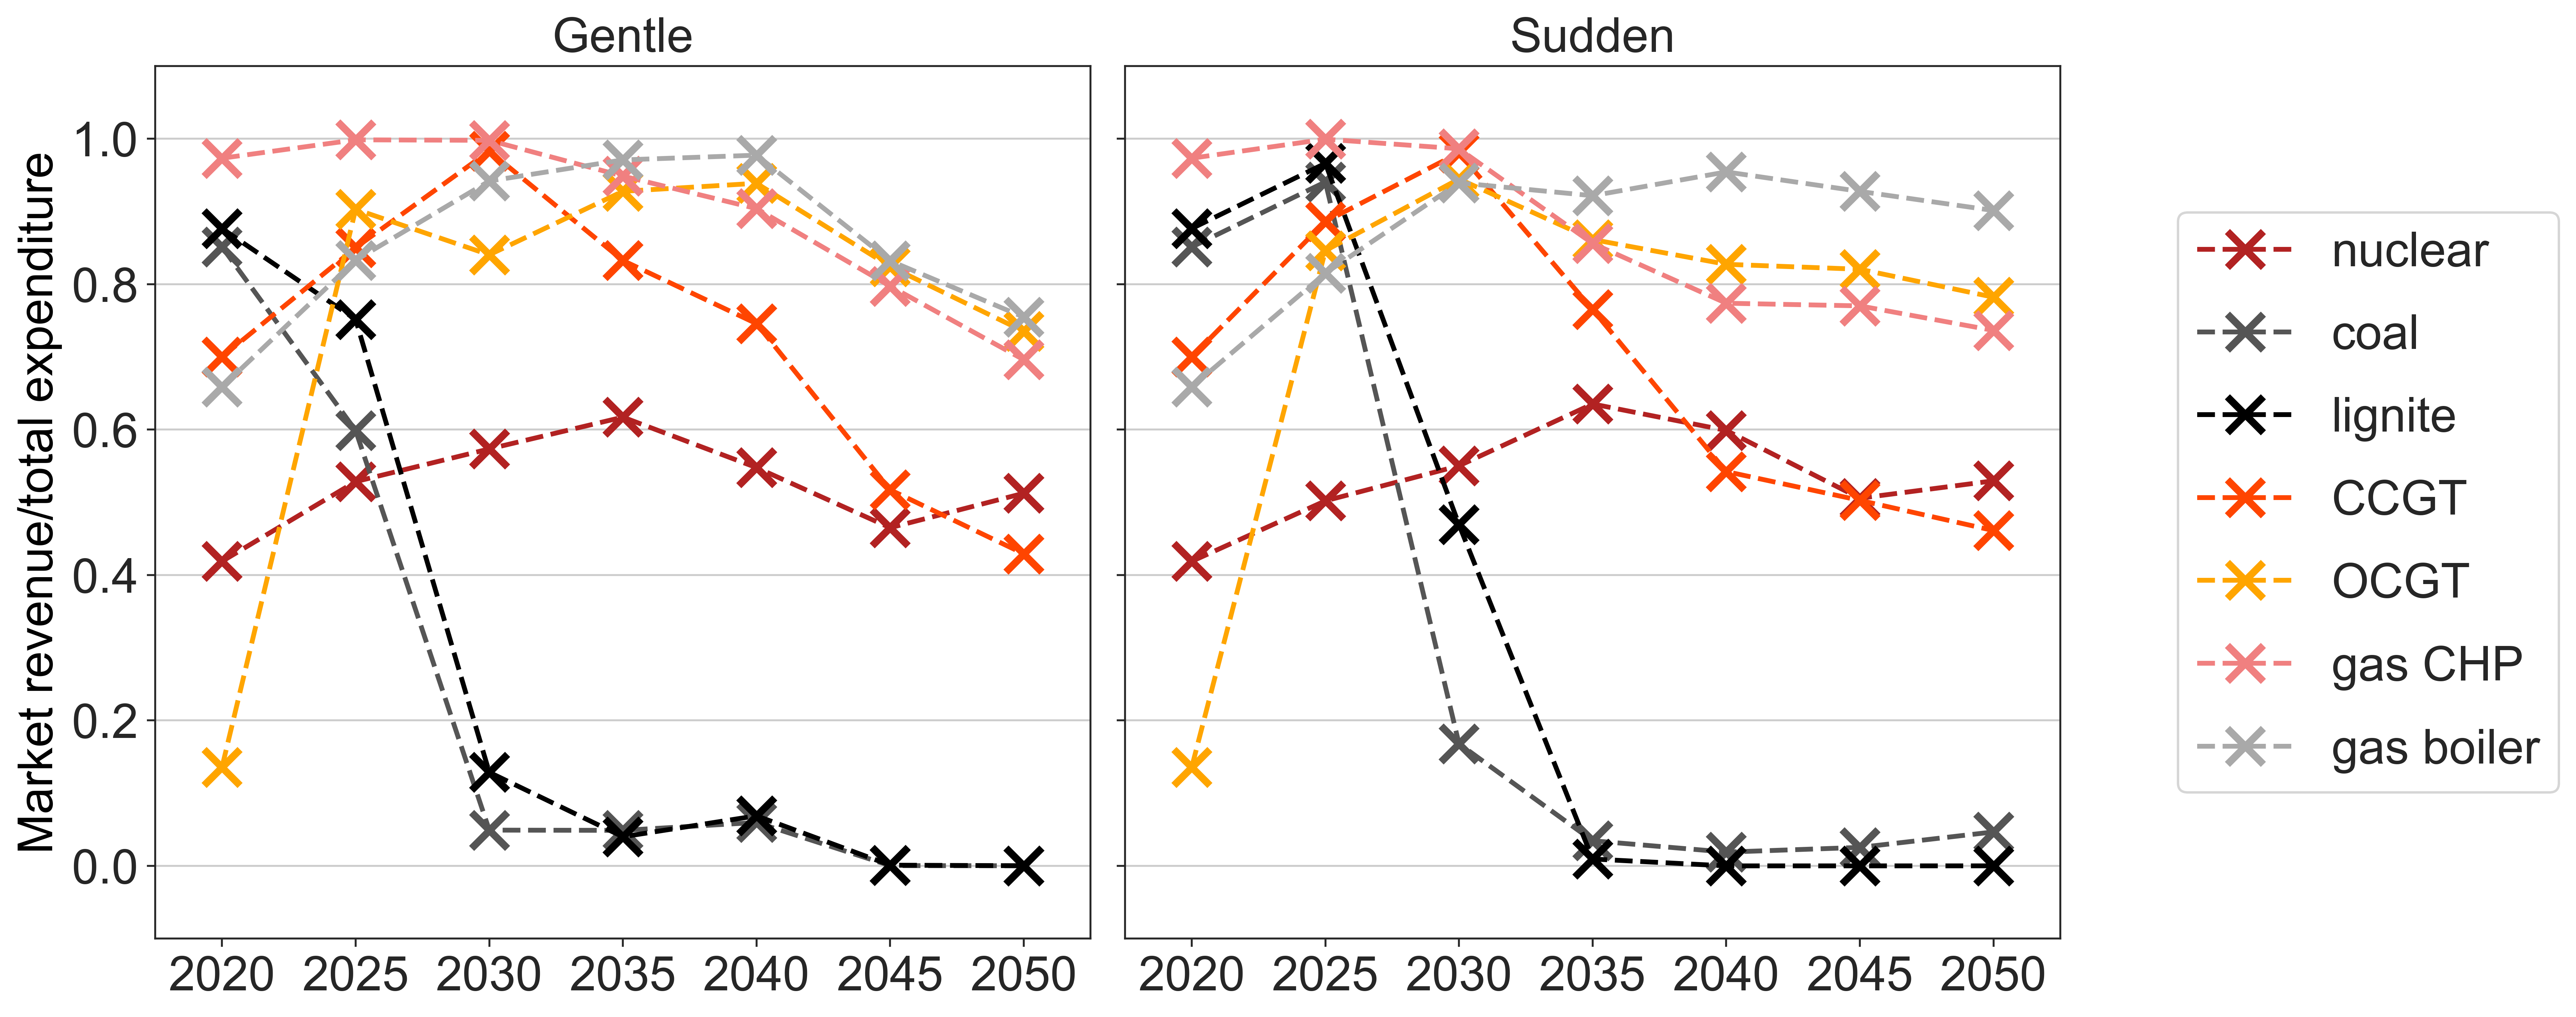 Gentle
Sudden
Market revenue/total expenditure
1.0
0.8
0.6
0.4
0.2
0.0
2020 2025 2030 2035 2040 2045 2050
2020 2025 2030 2035 2040 2045 2050
nuclear
coal
lignite
CCGT
OCGT
gas CHP
gas boiler